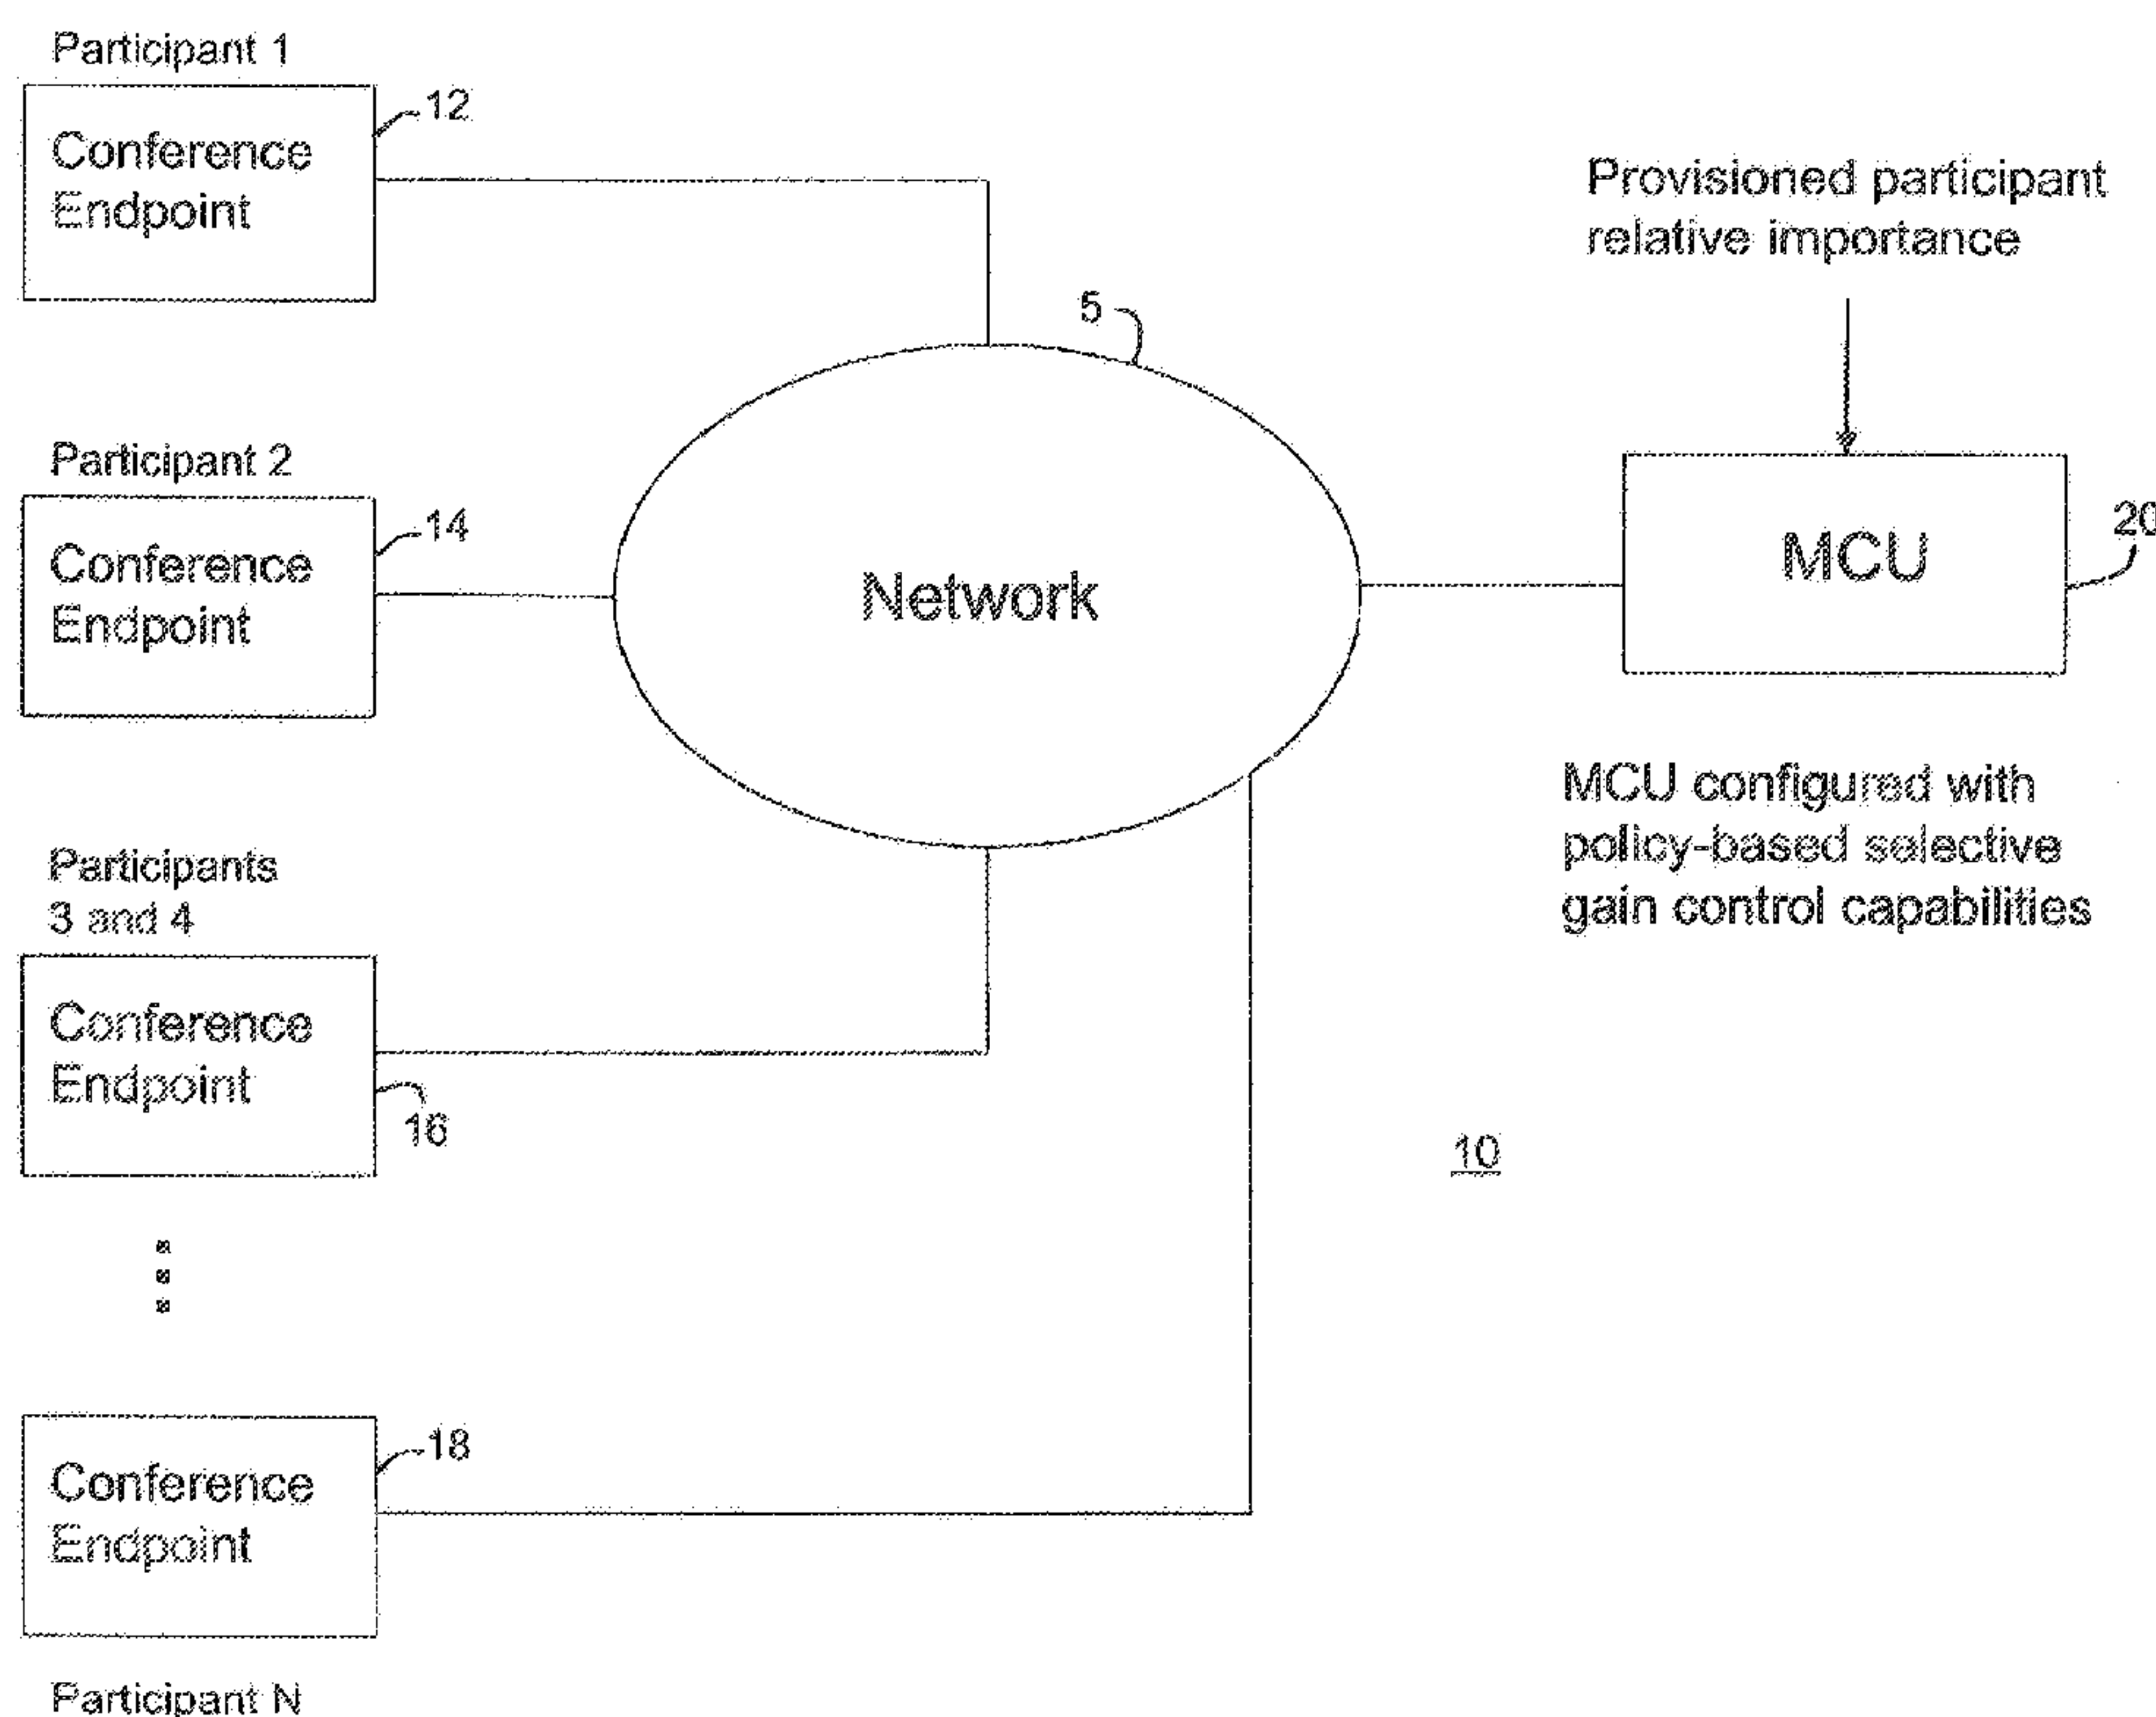 Participant 1
Conference
Endpoint
12
Provisioned participant
relative importance
5
Participant 2
Conference
Endpoint
14
Network
MCU
20
MCU configured with
policy-based selective
gain control capabilities
Participants
3 and 4
Conference
Endpoint
16
10
Conference
Endpoint
18
Participant N